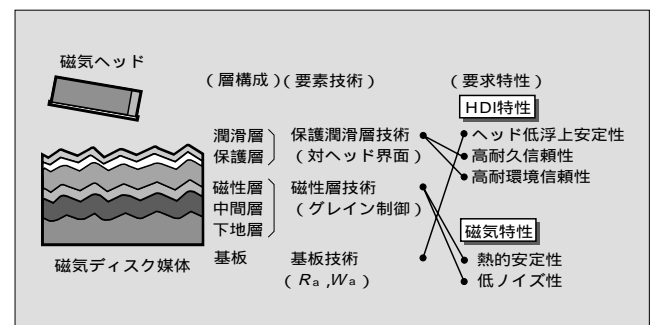 磁気ヘッド
（層構成）（要素技術）
（要求特性）
HDI特性
潤滑層
保護潤滑層技術
ヘッド低浮上安定性
保護層
（対ヘッド界面）
高耐久信頼性
高耐環境信頼性
磁性層
磁性層技術
中間層
（グレイン制御）
下地層
磁気特性
基板
基板技術
熱的安定性
磁気ディスク媒体
（Ra ,Wa）
低ノイズ性